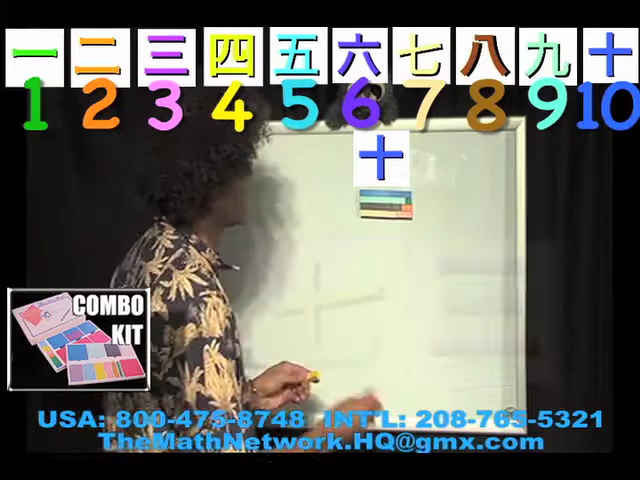 一 二 三 四 五 六 七 八 九 十
1 2 3 4 5 6 7 8 9 10
十
COMBO
KIT
USA: 800-475-8748 INT'L: 208-765-5321
TheMathNetwork.HQ@gmx.com